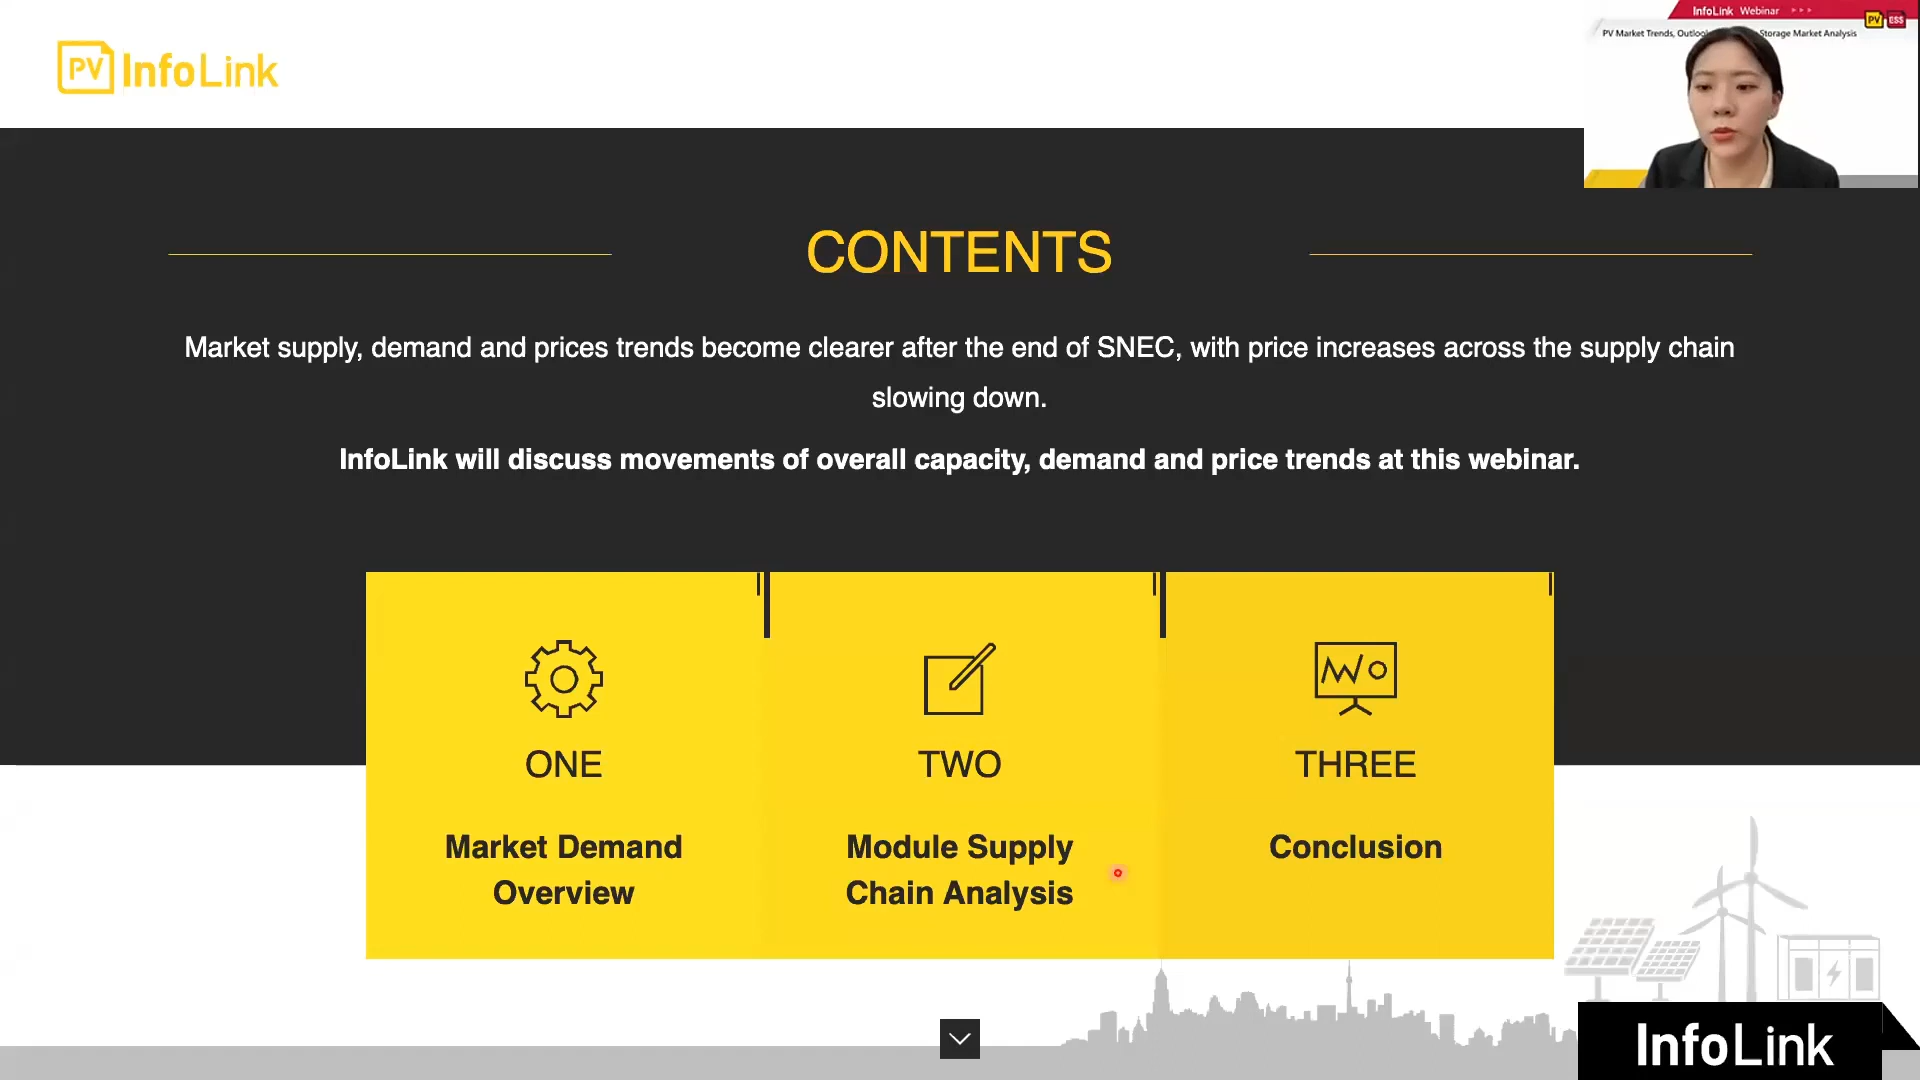 PV InfoLink
InfoLink Webinar
PV ESS
PV Market Trends, Storage Market Analysis
CONTENTS
Market supply, demand and prices trends become clearer after the end of SNEC, with price increases across the supply chain
slowing down.
InfoLink will discuss movements of overall capacity, demand and price trends at this webinar.
ONE
Market Demand
Overview
TWO
Module Supply
Chain Analysis
THREE
Conclusion
InfoLink